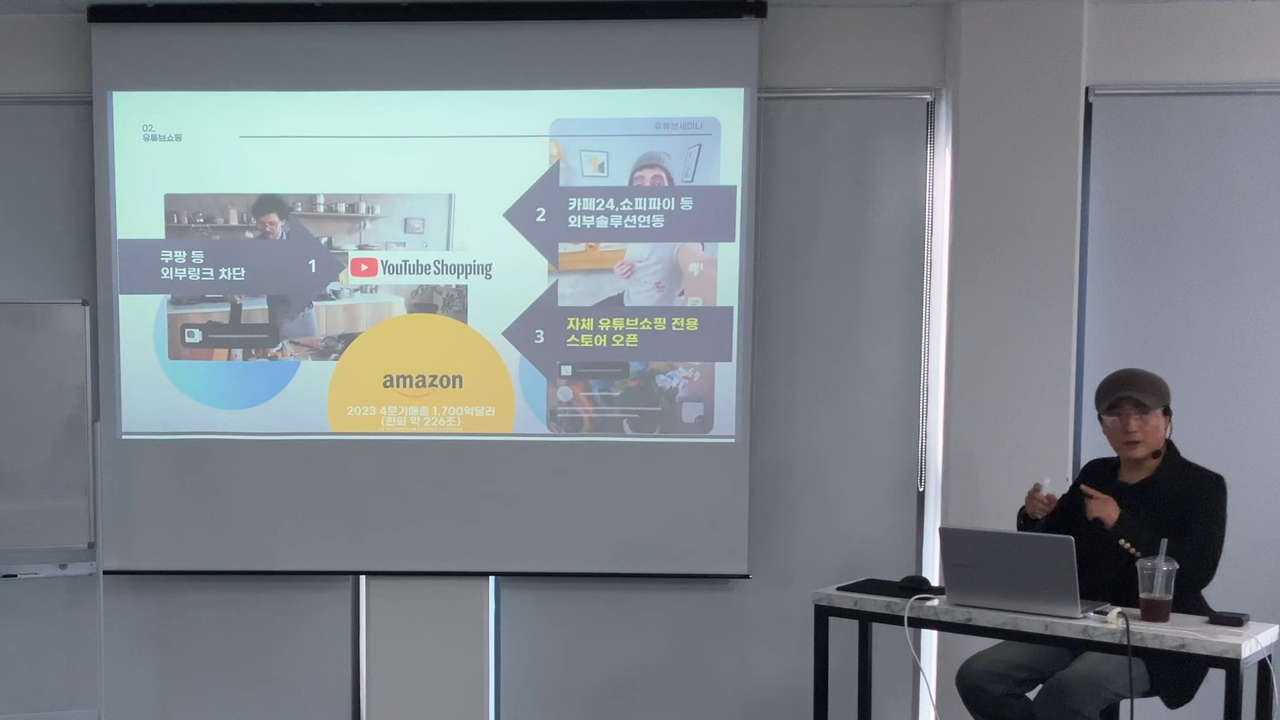 02.
유튜브쇼핑
유튜브세미나
쿠팡 등
외부링크 차단
1
YouTube Shopping
2
카페24,쇼피파이 등
외부솔루션연동
3
자체 유튜브쇼핑 전용
스토어 오픈
amazon
2023 4분기매출 1,700억달러
(한화 약 226조)